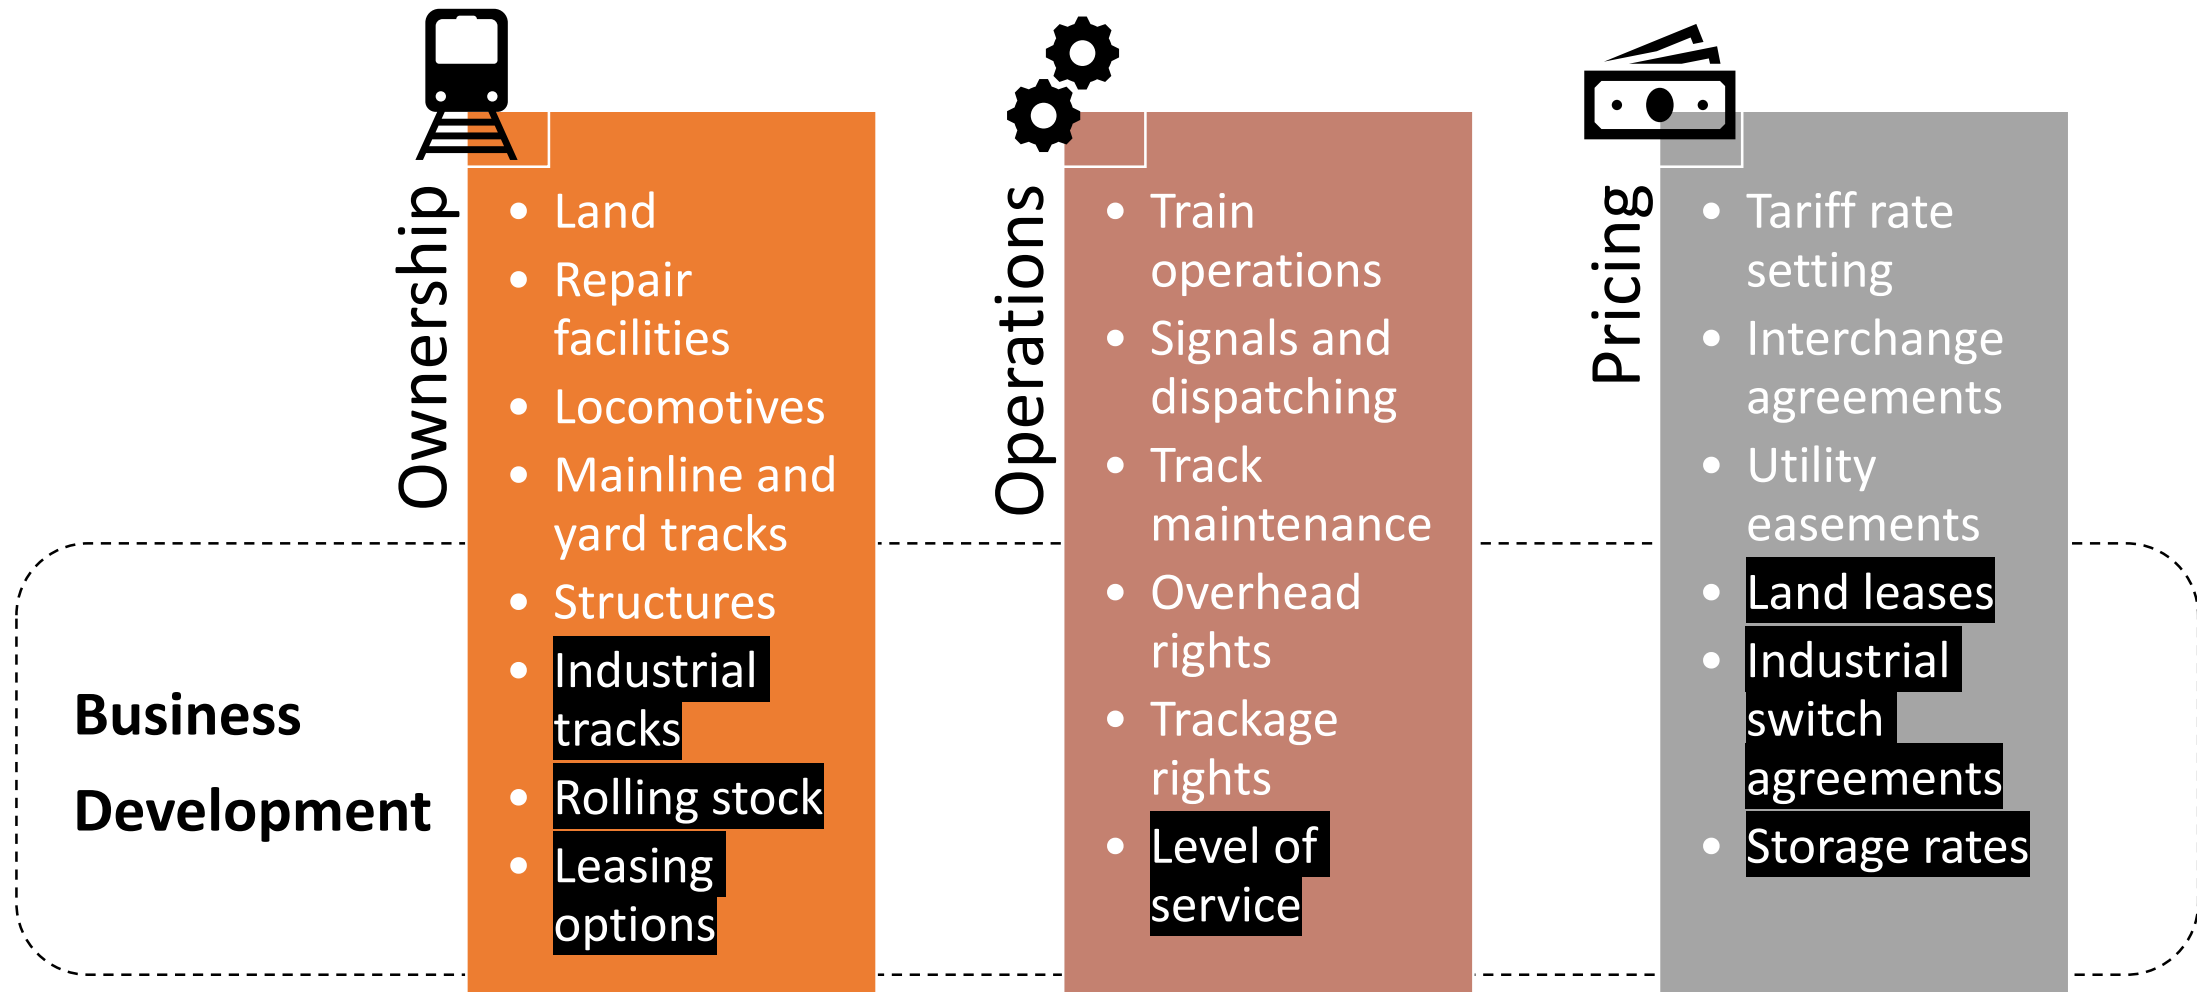 Ownership
• Land
• Repair
facilities
• Locomotives
• Mainline and
yard tracks
• Structures
• Industrial
tracks
• Rolling stock
• Leasing
options
Operations
• Train
operations
• Signals and
dispatching
• Track
maintenance
• Overhead
rights
• Trackage
rights
• Level of
service
Pricing
• Tariff rate
setting
• Interchange
agreements
• Utility
easements
• Land leases
• Industrial
switch
agreements
• Storage rates
Business
Development